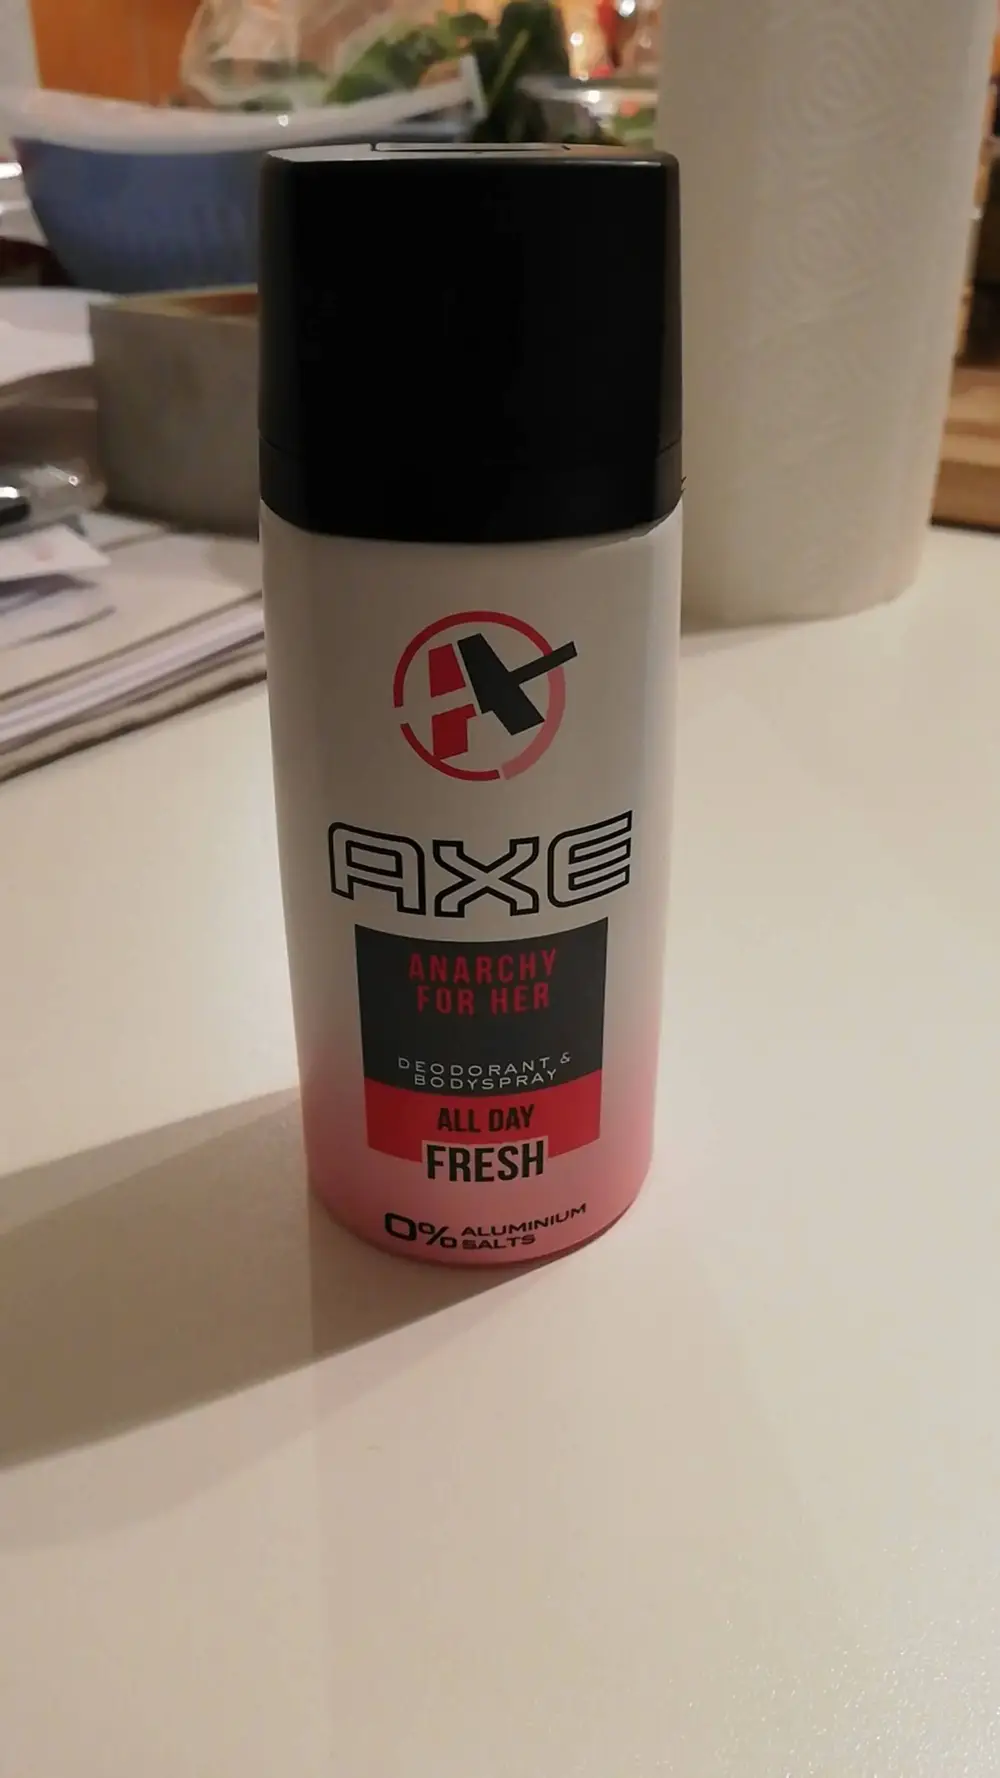 A
AXE
ANARCHY
FOR HER
DEODORANT &
BODYSPRAY
ALL DAY
FRESH
0% ALUMINIUM
SALTS